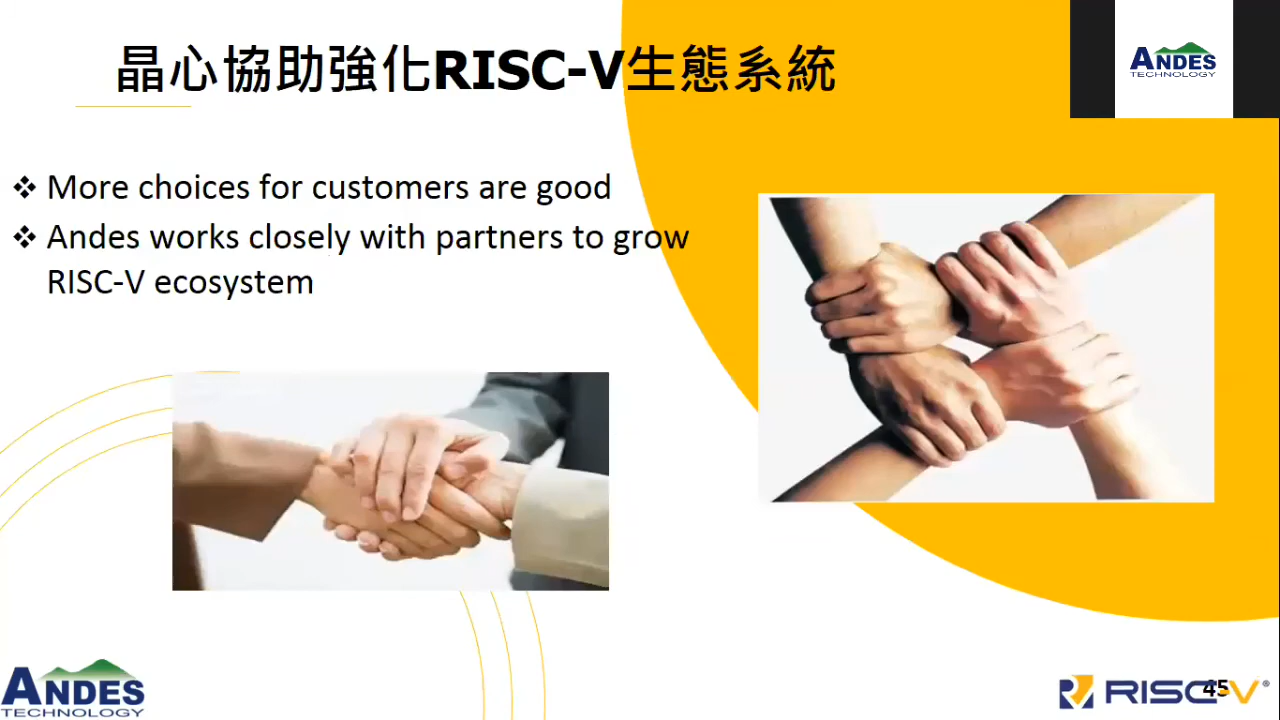 晶心協助強化RISC-V生態系統
ANDES
TECHNOLOGY
❖ More choices for customers are good
❖ Andes works closely with partners to grow
RISC-V ecosystem
ANDES
TECHNOLOGY
RISC-V®
45